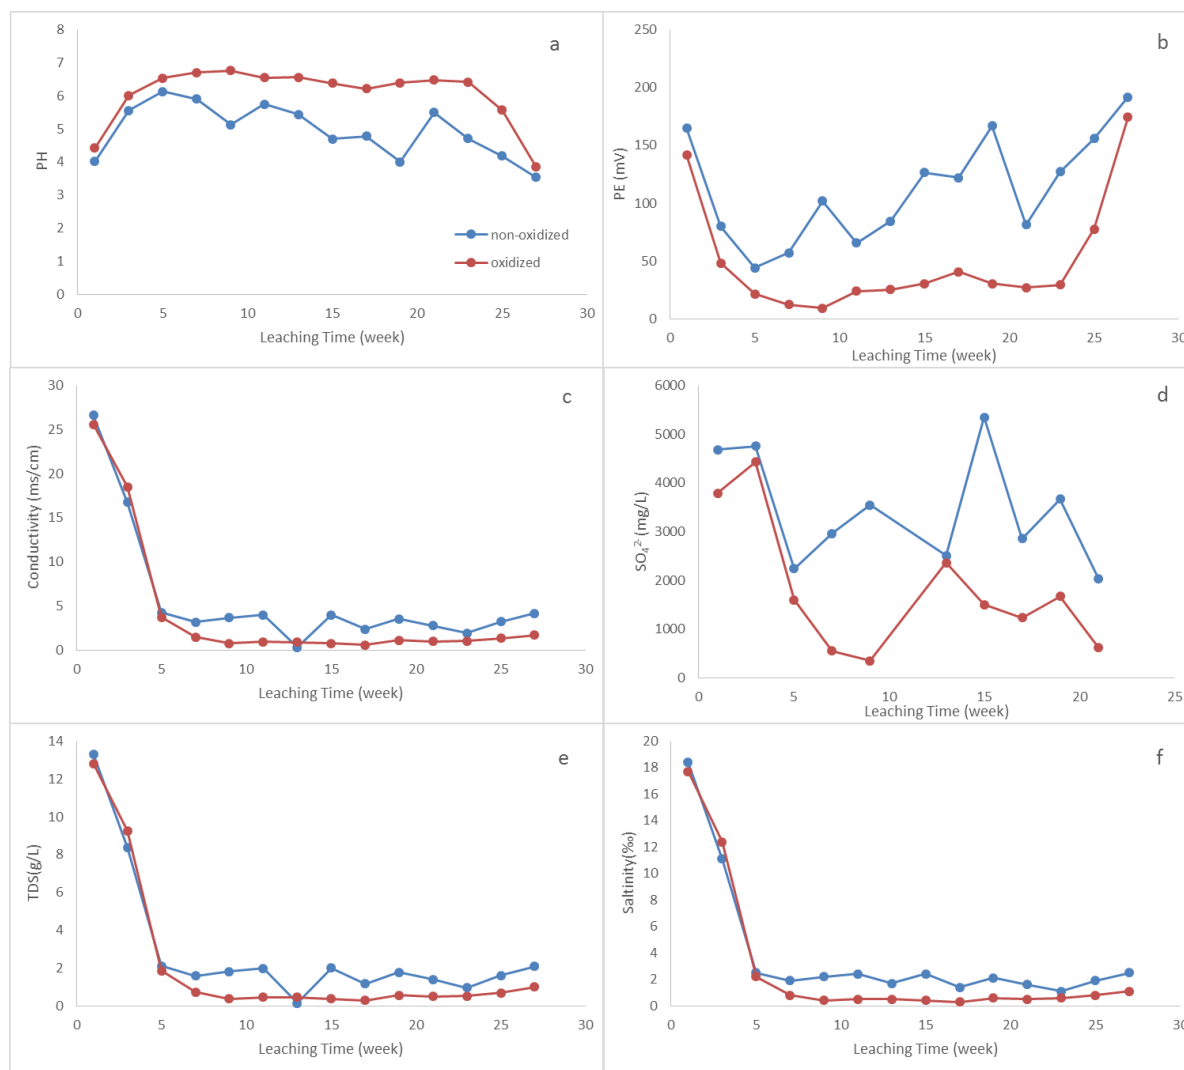 a
8
7
6
5
4
3
2
1
0
PH
0 5 10 15 20 25 30
Leaching Time (week)
non-oxidized
oxidized
b
250
200
150
100
50
0
PE (mV)
0 5 10 15 20 25 30
Leaching Time (week)
c
30
25
20
15
10
5
0
Conductivity (ms/cm)
0 5 10 15 20 25 30
Leaching Time (week)
d
6000
5000
4000
3000
2000
1000
0
SO₄²⁻(mg/L)
0 5 10 15 20 25
Leaching Time (week)
e
14
12
10
8
6
4
2
0
TDS(g/L)
0 5 10 15 20 25 30
Leaching Time (week)
f
20
18
16
14
12
10
8
6
4
2
0
Saltinity(‰)
0 5 10 15 20 25 30
Leaching Time (week)